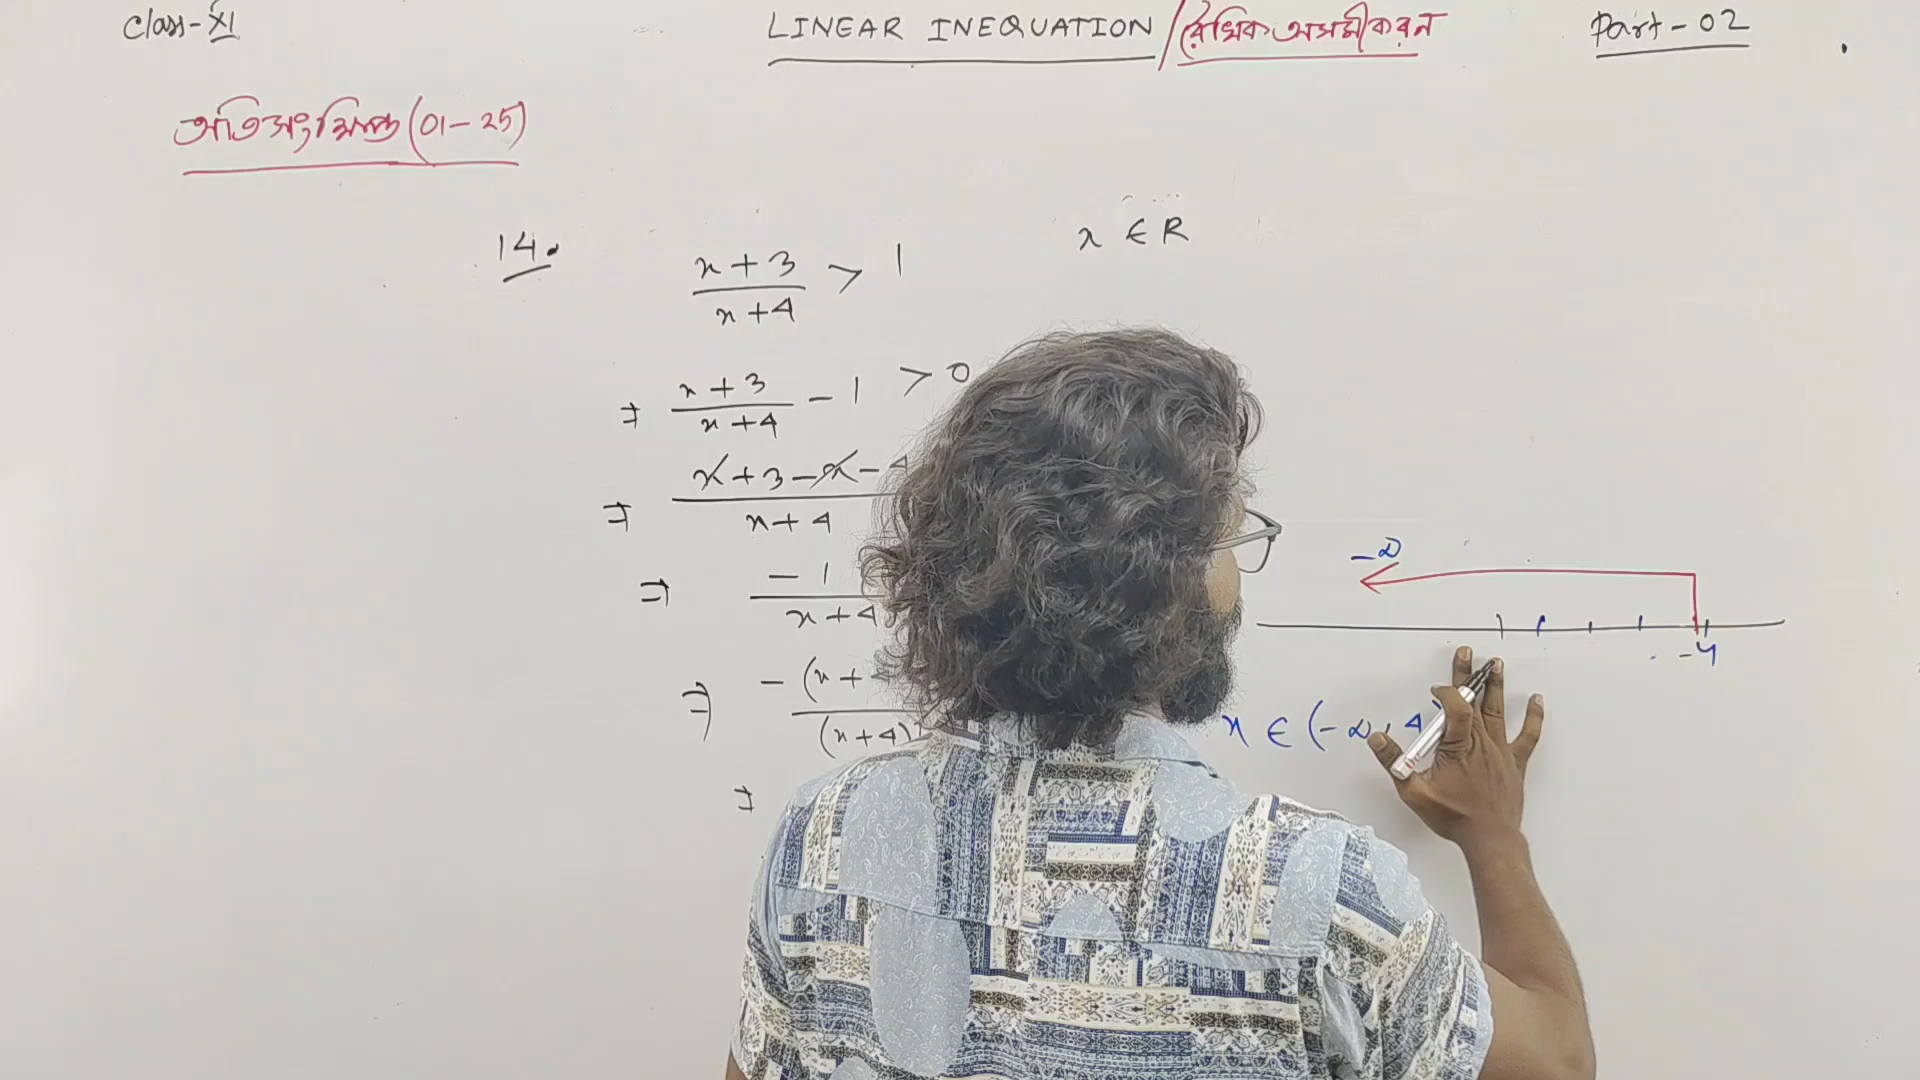 Class-XI
LINEAR INEQUATION/রৈখিক অসমীকরন
Part-02
অতিসংক্ষিপ্ত (01-25)
14.
x+3/x+4 > 1
x ∈ R
⇒ x+3/x+4 - 1 > 0
⇒ x+3-x-4/x+4
⇒ -1/x+4
⇒ -(x+4/(x+4)
⇒
-∞
-4
x ∈ (-∞, 4)